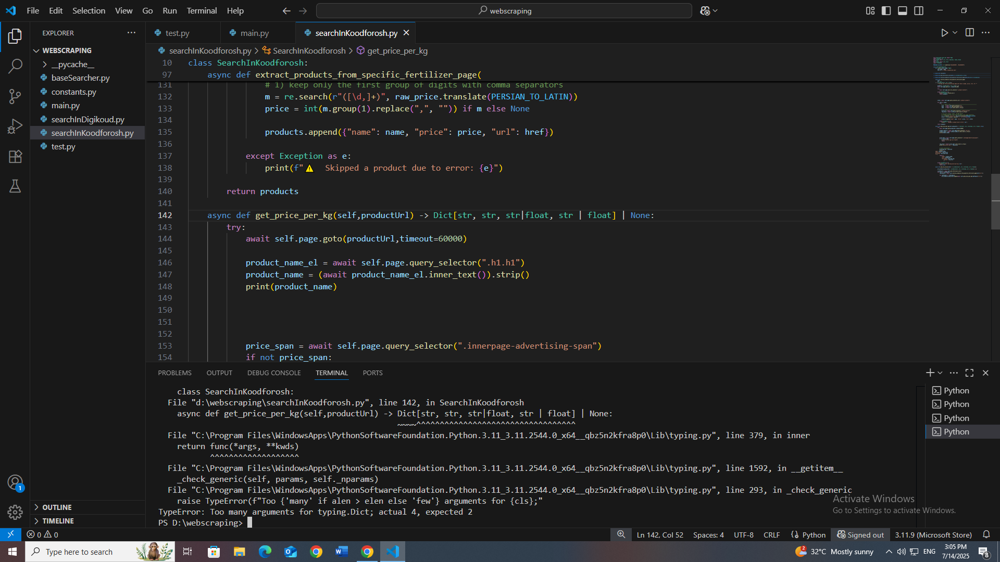 File Edit Selection View Go Run Terminal Help
webscraping
EXPLORER
WEBSCRAPING
__pycache__
baseSearcher.py
constants.py
main.py
searchInDigikoud.py
searchInKoodforosh.py
test.py
OUTLINE
TIMELINE
test.py main.py searchInKoodforosh.py
searchInKoodforosh.py > SearchInKoodforosh > get_price_per_kg
10 class SearchInKoodforosh:
97 async def extract_products_from_specific_fertilizer_page(
131 # 1) keep only the first group of digits with comma separators
132 m = re.search(r"([\d,]+)", raw_price.translate(PERSIAN_TO_LATIN))
133 price = int(m.group(1).replace(",", "")) if m else None
134
135 products.append({"name": name, "price": price, "url": href})
136
137 except Exception as e:
138 print(f"⚠️ Skipped a product due to error: {e}")
139
140 return products
141
142 async def get_price_per_kg(self,productUrl) -> Dict[str, str, str|float, str | float] | None:
143 try:
144 await self.page.goto(productUrl,timeout=60000)
145
146 product_name_el = await self.page.query_selector(".h1.h1")
147 product_name = (await product_name_el.inner_text()).strip()
148 print(product_name)
149
150
151
152
153 price_span = await self.page.query_selector(".innerpage-advertising-span")
154 if not price_span:
PROBLEMS OUTPUT DEBUG CONSOLE TERMINAL PORTS
class SearchInKoodforosh:
File "d:\webscraping\searchInKoodforosh.py", line 142, in SearchInKoodforosh
async def get_price_per_kg(self,productUrl) -> Dict[str, str, str|float, str | float] | None:
~~~~^^^^^^^^^^^^^^^^^^^^^^^^^^^^^^^^^^
File "C:\Program Files\WindowsApps\PythonSoftwareFoundation.Python.3.11_3.11.2544.0_x64__qbz5n2kfra8p0\Lib\typing.py", line 379, in inner
return func(*args, **kwds)
^^^^^^^^^^^^^^^^^^^
File "C:\Program Files\WindowsApps\PythonSoftwareFoundation.Python.3.11_3.11.2544.0_x64__qbz5n2kfra8p0\Lib\typing.py", line 1592, in __getitem__
_check_generic(self, params, self._nparams)
File "C:\Program Files\WindowsApps\PythonSoftwareFoundation.Python.3.11_3.11.2544.0_x64__qbz5n2kfra8p0\Lib\typing.py", line 293, in _check_generic
raise TypeError(f"Too {'many' if alen > elen else 'few'} arguments for {cls};"
TypeError: Too many arguments for typing.Dict; actual 4, expected 2
PS D:\webscraping>
Python
Python
Python
Python
Activate Windows
Go to Settings to activate Windows.
1
0 0
Ln 142, Col 52 Spaces: 4 UTF-8 CRLF Python Signed out 3.11.9 (Microsoft Store)
Type here to search
2
32°C Mostly sunny
ENG
3:05 PM
7/14/2025
8